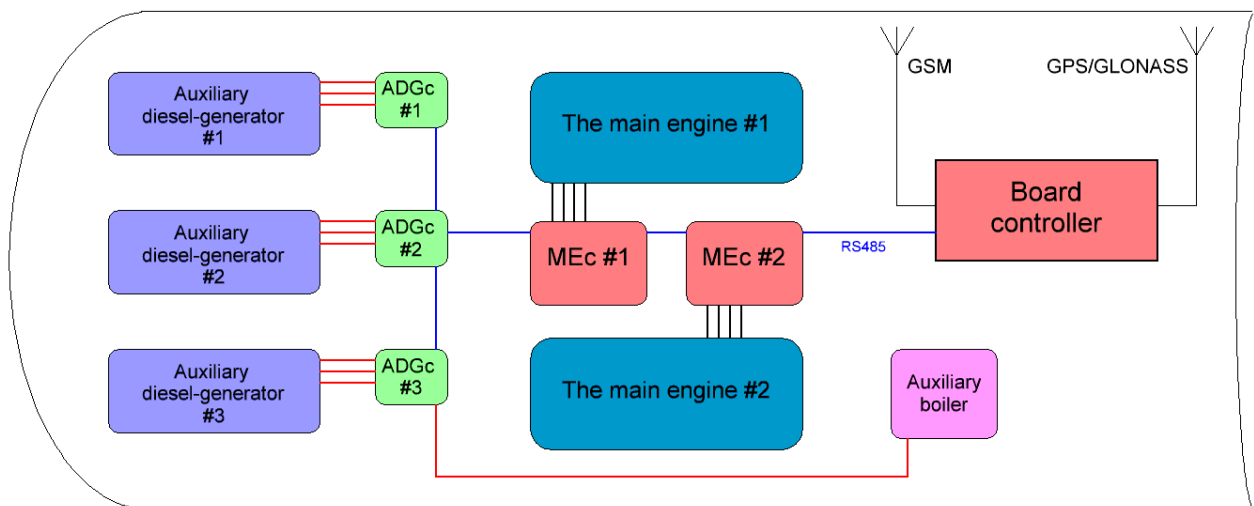 GSM
GPS/GLONASS
Auxiliary
diesel-generator
#1
ADGc
#1
The main engine #1
Board
controller
Auxiliary
diesel-generator
#2
ADGc
#2
MEc #1
MEc #2
RS485
Auxiliary
diesel-generator
#3
ADGc
#3
The main engine #2
Auxiliary
boiler